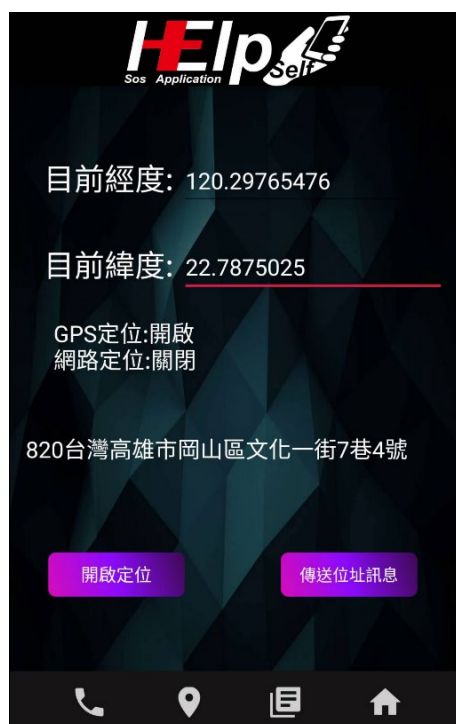 HElp
Self
Sos Application
目前經度: 120.29765476
目前緯度: 22.7875025
GPS定位:開啟
網路定位:關閉
820台灣高雄市岡山區文化一街7巷4號
開啟定位
傳送位址訊息